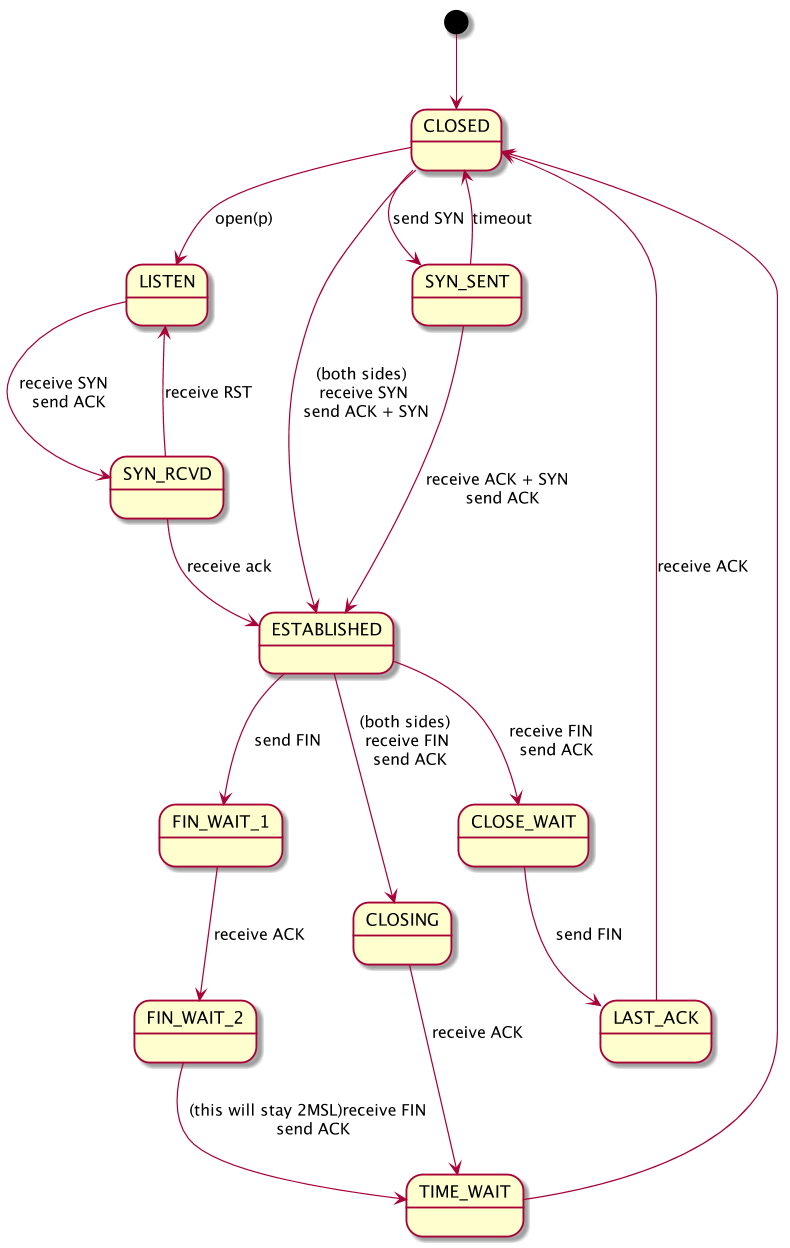 CLOSED
open(p)
send SYN
timeout
LISTEN
SYN_SENT
(both sides)
receive SYN
send ACK + SYN
receive SYN
send ACK
receive RST
SYN_RCVD
receive ACK + SYN
send ACK
receive ack
receive ACK
ESTABLISHED
send FIN
(both sides)
receive FIN
send ACK
receive FIN
send ACK
FIN_WAIT_1
CLOSE_WAIT
CLOSING
receive ACK
send FIN
FIN_WAIT_2
LAST_ACK
receive ACK
(this will stay 2MSL)receive FIN
send ACK
TIME_WAIT